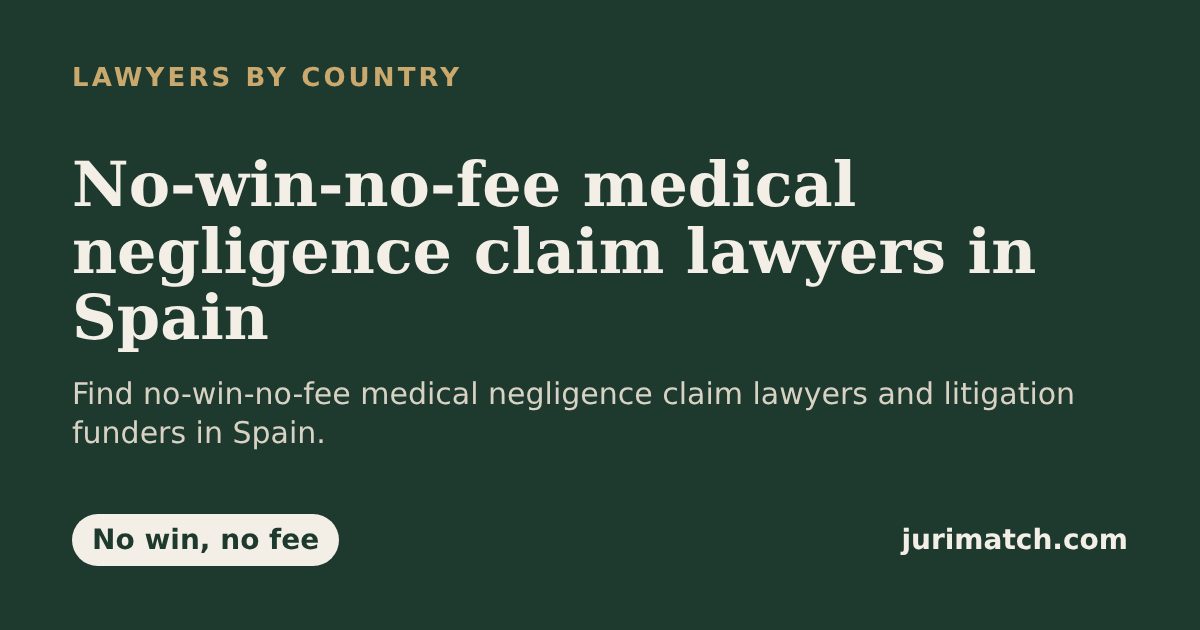 LAWYERS BY COUNTRY
No-win-no-fee medical
negligence claim lawyers in
Spain
Find no-win-no-fee medical negligence claim lawyers and litigation
funders in Spain.
No win, no fee
jurimatch.com